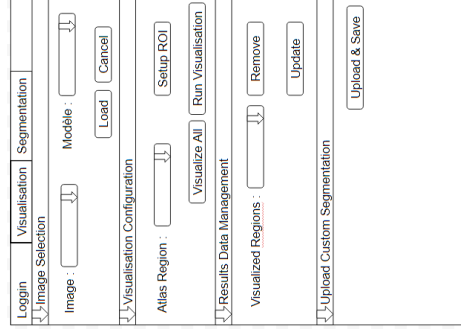 Loggin Visualisation Segmentation
Image Selection
Image : Modèle :
Load Cancel
Visualisation Configuration
Atlas Region : Setup ROI
Visualize All Run Visualisation
Results Data Management
Visualized Regions : Remove
Update
Upload Custom Segmentation
Upload & Save